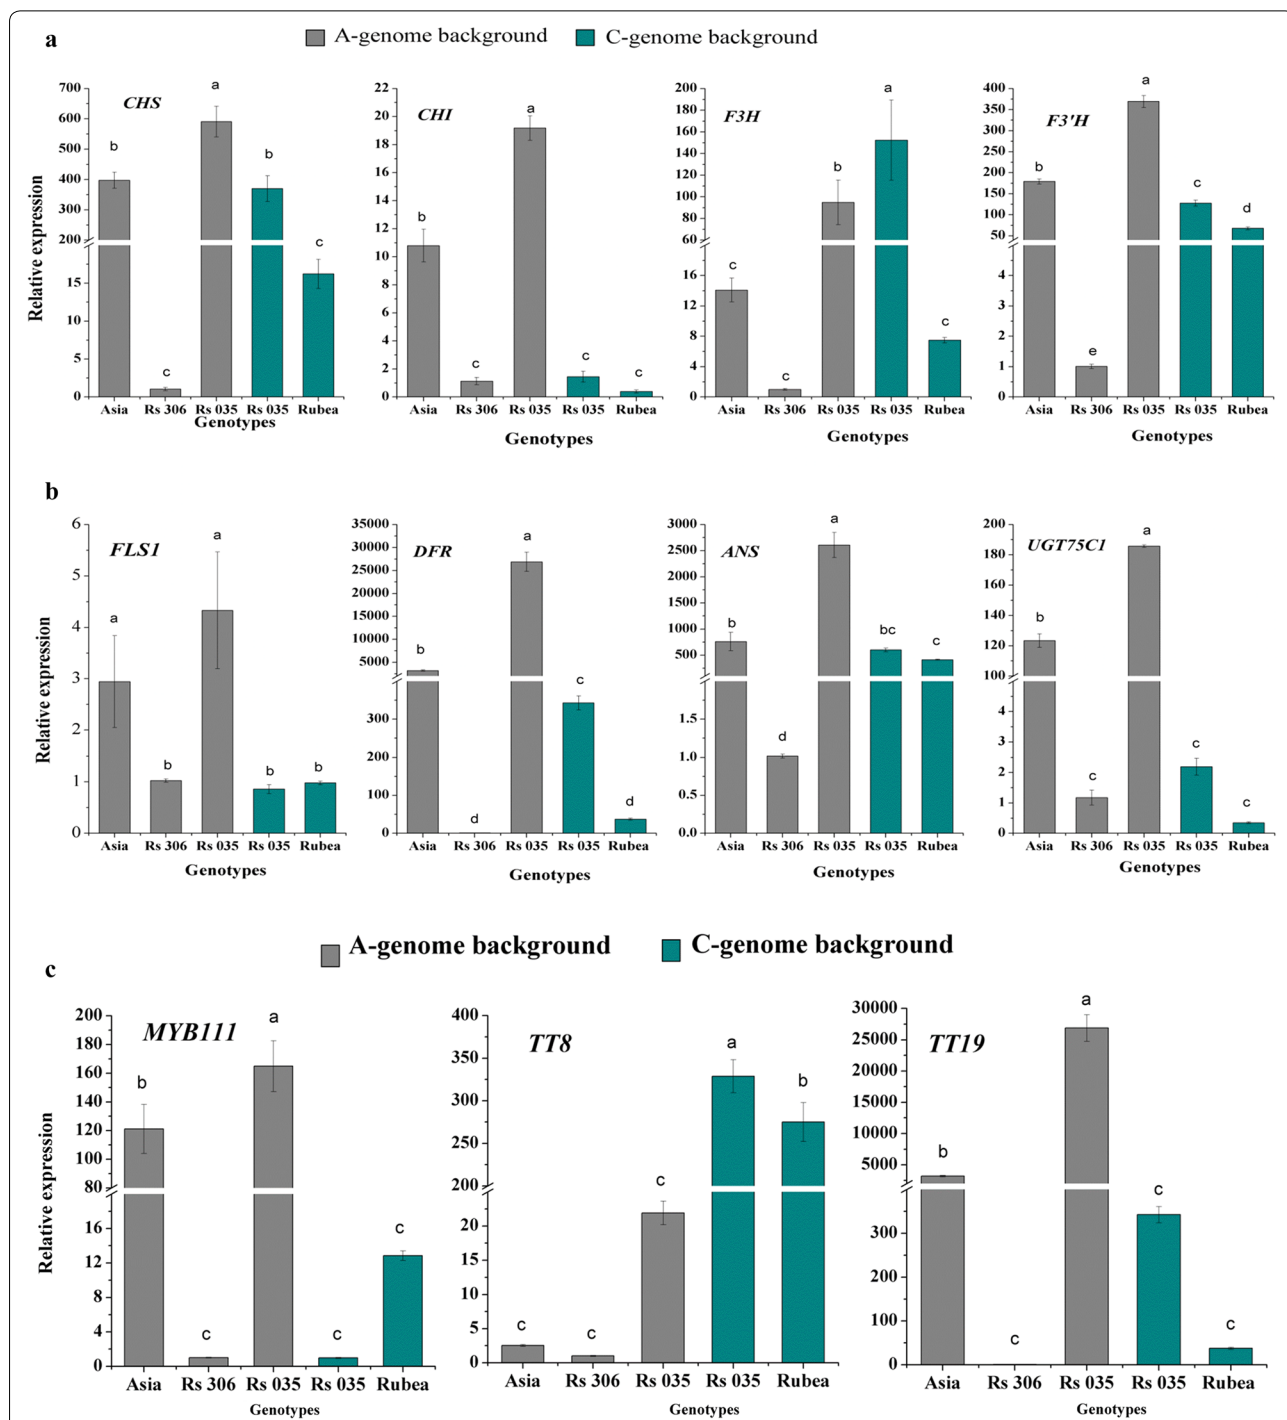 a
A-genome background C-genome background
CHS
CHI
F3H
F3'H
Relative expression
700
600
500
400
300
200
15
10
5
0
b
c
a
b
c
Asia Rs 306 Rs 035 Rs 035 Rubea
Genotypes
22
20
18
16
14
12
10
8
6
4
2
0
b
c
a
c
c
Asia Rs 306 Rs 035 Rs 035 Rubea
Genotypes
200
180
160
140
120
100
80
60
16
12
8
4
0
c
c
b
a
c
Asia Rs 306 Rs 035 Rs 035 Rubea
Genotypes
400
350
300
250
200
150
100
50
4
3
2
1
0
b
e
a
c
d
Asia Rs 306 Rs 035 Rs 035 Rubea
Genotypes
b
FLS1
DFR
ANS
UGT75C1
Relative expression
6
5
4
3
2
1
0
a
b
a
b
b
Asia Rs 306 Rs 035 Rs 035 Rubea
Genotypes
35000
30000
25000
20000
15000
10000
5000
300
200
100
0
b
d
a
c
d
Asia Rs 306 Rs 035 Rs 035 Rubea
Genotypes
3000
2500
2000
1500
1000
500
1.5
1.0
0.5
0.0
b
d
a
bc
c
Asia Rs 306 Rs 035 Rs 035 Rubea
Genotypes
200
180
160
140
120
100
4
3
2
1
0
b
c
a
c
c
Asia Rs 306 Rs 035 Rs 035 Rubea
Genotypes
A-genome background C-genome background
c
MYB111
TT8
TT19
Relative expression
200
180
160
140
120
100
80
16
12
8
4
0
b
c
a
c
c
Asia Rs 306 Rs 035 Rs 035 Rubea
Genotypes
400
350
300
250
200
20
15
10
5
0
c
c
c
a
b
Asia Rs 306 Rs 035 Rs 035 Rubea
Genotypes
30000
25000
20000
15000
10000
5000
300
200
100
0
b
c
a
c
c
Asia Rs 306 Rs 035 Rs 035 Rubea
Genotypes